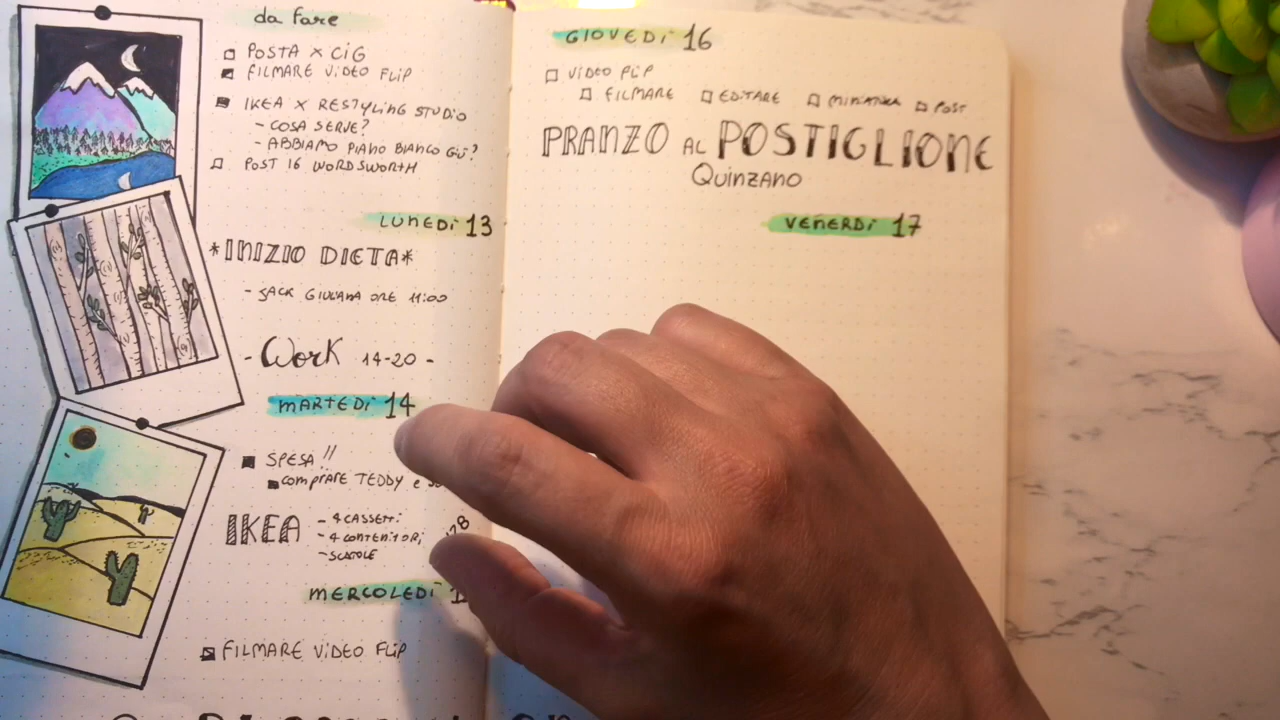 da fare
POSTA X CIG
FILMARE VIDEO FLIP
IKEA X RESTYLING STUDIO
- COSA SERVE?
- ABBIAMO PIANO BIANCO GIÙ?
POST 16 WORDSWORTH
LUNEDÌ 13
*INIZIO DIETA*
- JACK GIULIANA ORE 11:00
- Work 14-20 -
MARTEDÌ 14
SPESA!!
COMPRARE TEDDY e
IKEA
- 4 CASSETTI
- 4 CONTENITORI
- SCATOLE
MERCOLEDÌ
FILMARE VIDEO FLIP
GIOVEDÌ 16
VIDEO FLIP
FILMARE EDITARE MINIATURA POST
PRANZO AL POSTIGLIONE
QUINZANO
VENERDÌ 17